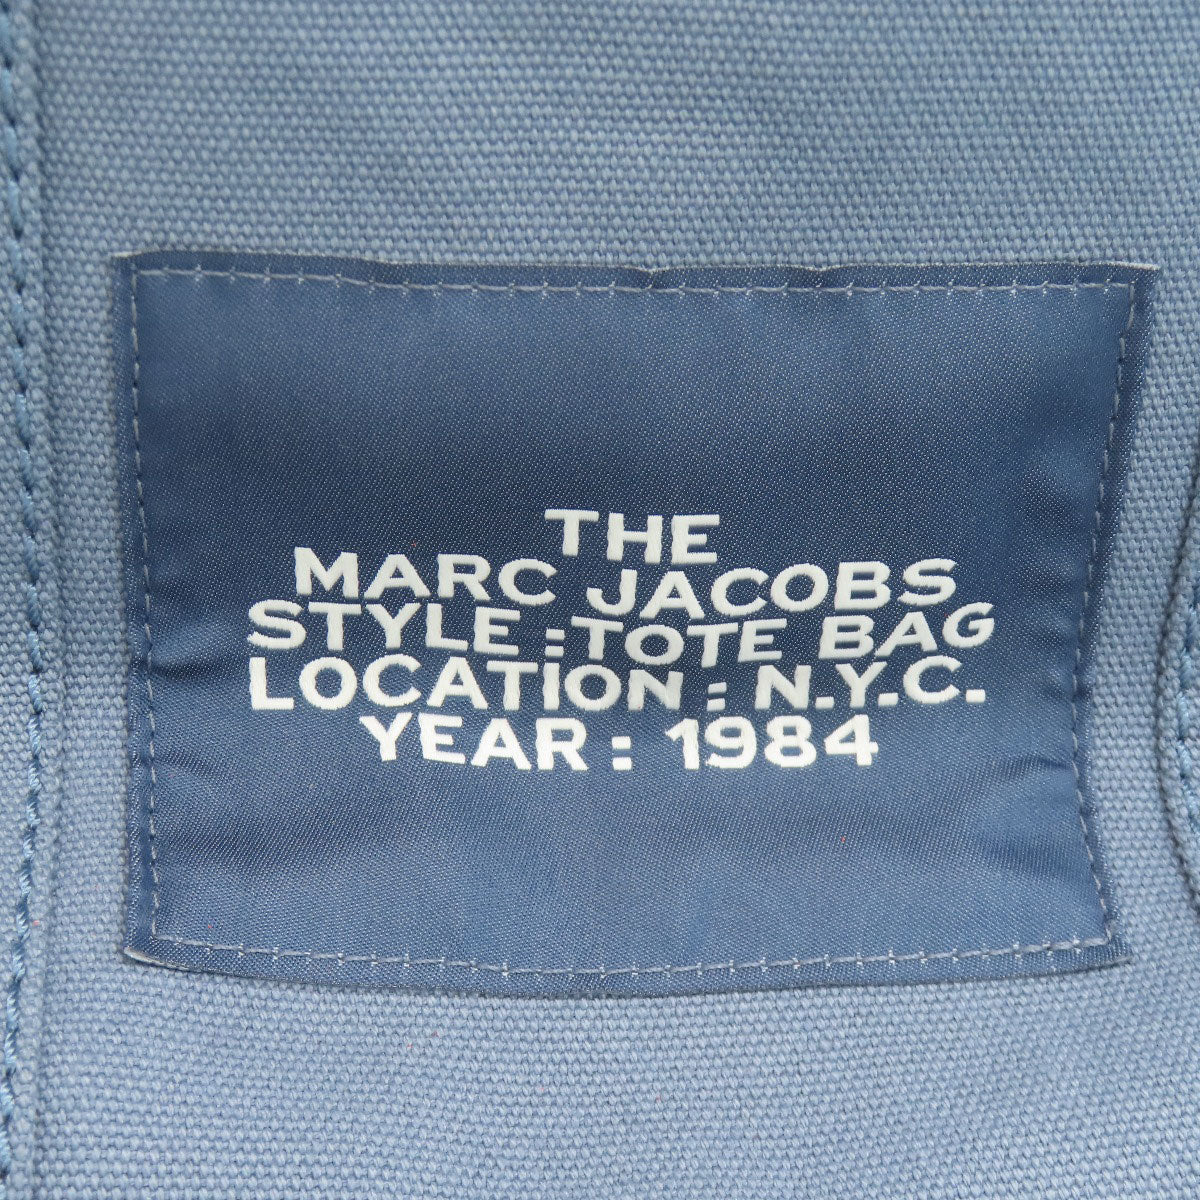 THE
MARC JACOBS
STYLE : TOTE BAG
LOCATION : N.Y.C.
YEAR : 1984